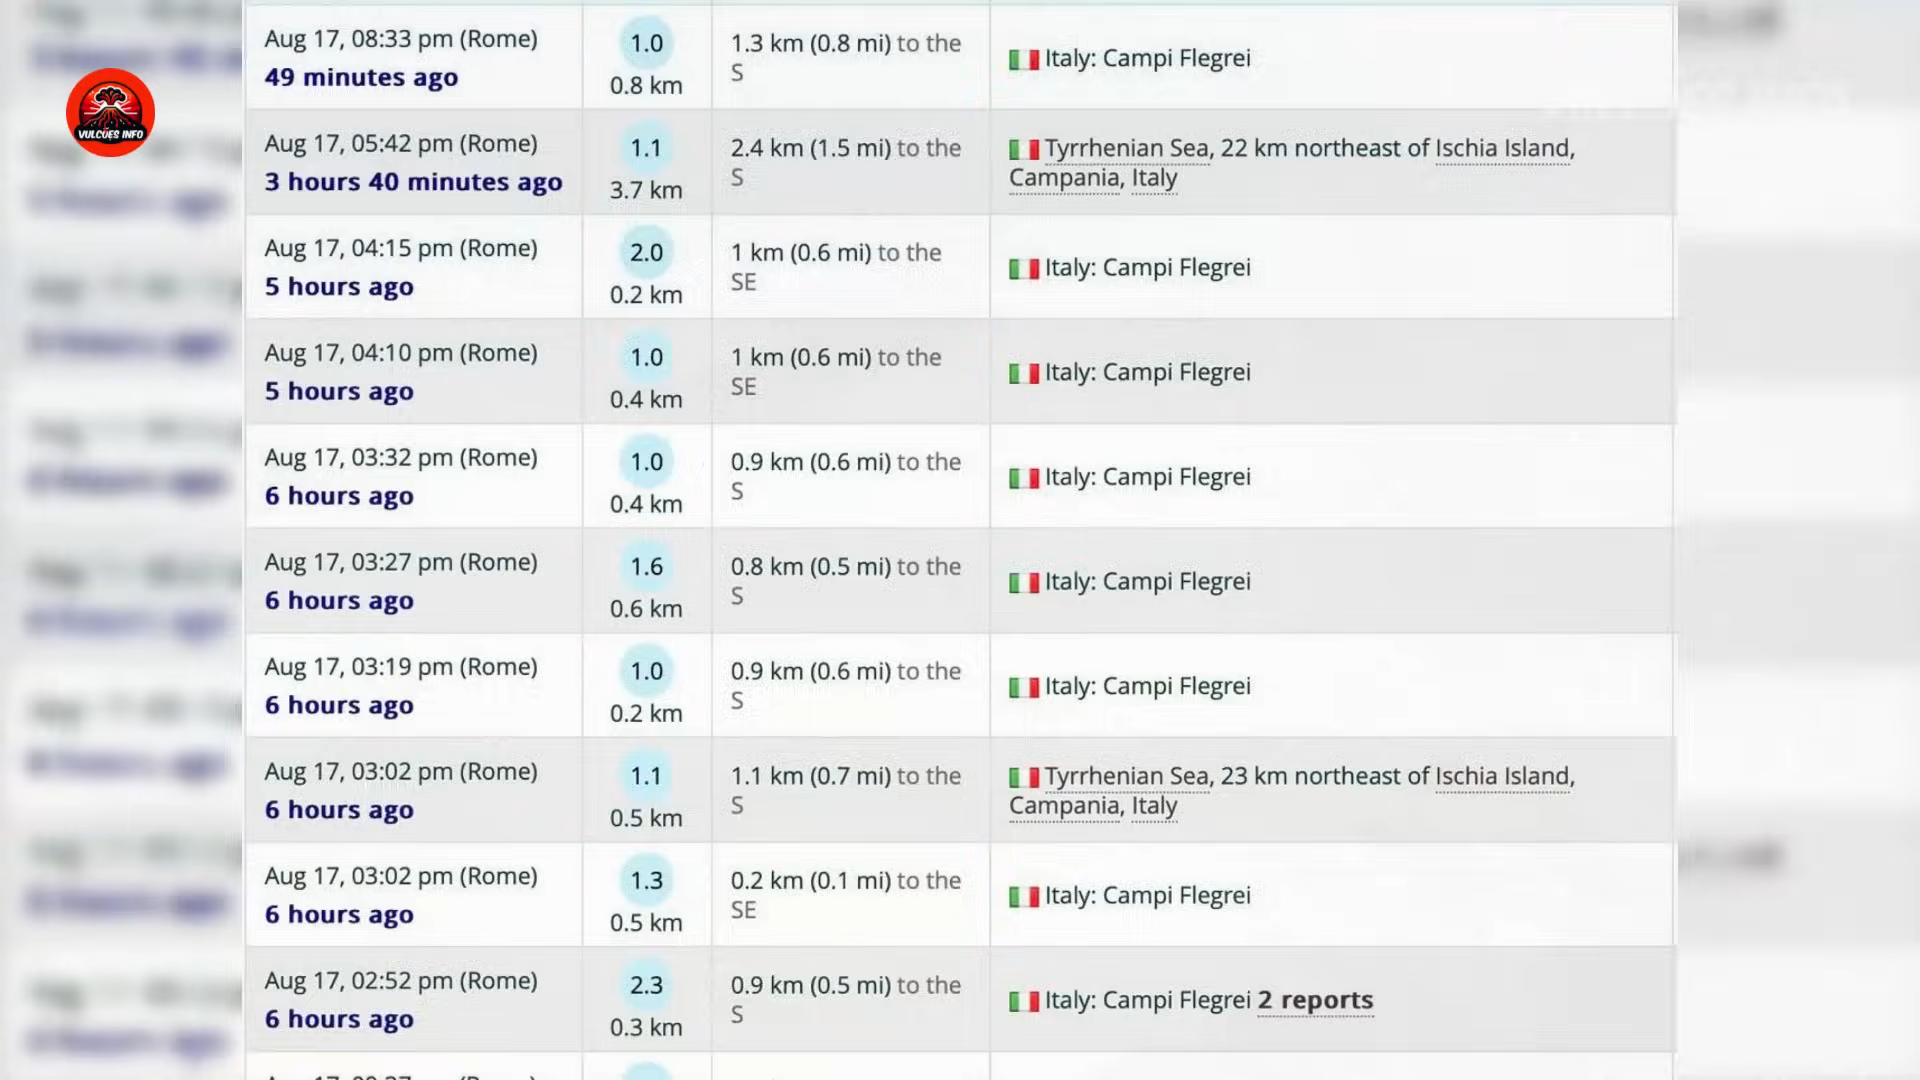 Aug 17, 08:33 pm (Rome)
49 minutes ago
1.0
0.8 km
1.3 km (0.8 mi) to the
S
Italy: Campi Flegrei
VULCÕES INFO
Aug 17, 05:42 pm (Rome)
3 hours 40 minutes ago
1.1
3.7 km
2.4 km (1.5 mi) to the
S
Tyrrhenian Sea, 22 km northeast of Ischia Island,
Campania, Italy
Aug 17, 04:15 pm (Rome)
5 hours ago
2.0
0.2 km
1 km (0.6 mi) to the
SE
Italy: Campi Flegrei
Aug 17, 04:10 pm (Rome)
5 hours ago
1.0
0.4 km
1 km (0.6 mi) to the
SE
Italy: Campi Flegrei
Aug 17, 03:32 pm (Rome)
6 hours ago
1.0
0.4 km
0.9 km (0.6 mi) to the
S
Italy: Campi Flegrei
Aug 17, 03:27 pm (Rome)
6 hours ago
1.6
0.6 km
0.8 km (0.5 mi) to the
S
Italy: Campi Flegrei
Aug 17, 03:19 pm (Rome)
6 hours ago
1.0
0.2 km
0.9 km (0.6 mi) to the
S
Italy: Campi Flegrei
Aug 17, 03:02 pm (Rome)
6 hours ago
1.1
0.5 km
1.1 km (0.7 mi) to the
S
Tyrrhenian Sea, 23 km northeast of Ischia Island,
Campania, Italy
Aug 17, 03:02 pm (Rome)
6 hours ago
1.3
0.5 km
0.2 km (0.1 mi) to the
SE
Italy: Campi Flegrei
Aug 17, 02:52 pm (Rome)
6 hours ago
2.3
0.3 km
0.9 km (0.5 mi) to the
S
Italy: Campi Flegrei 2 reports